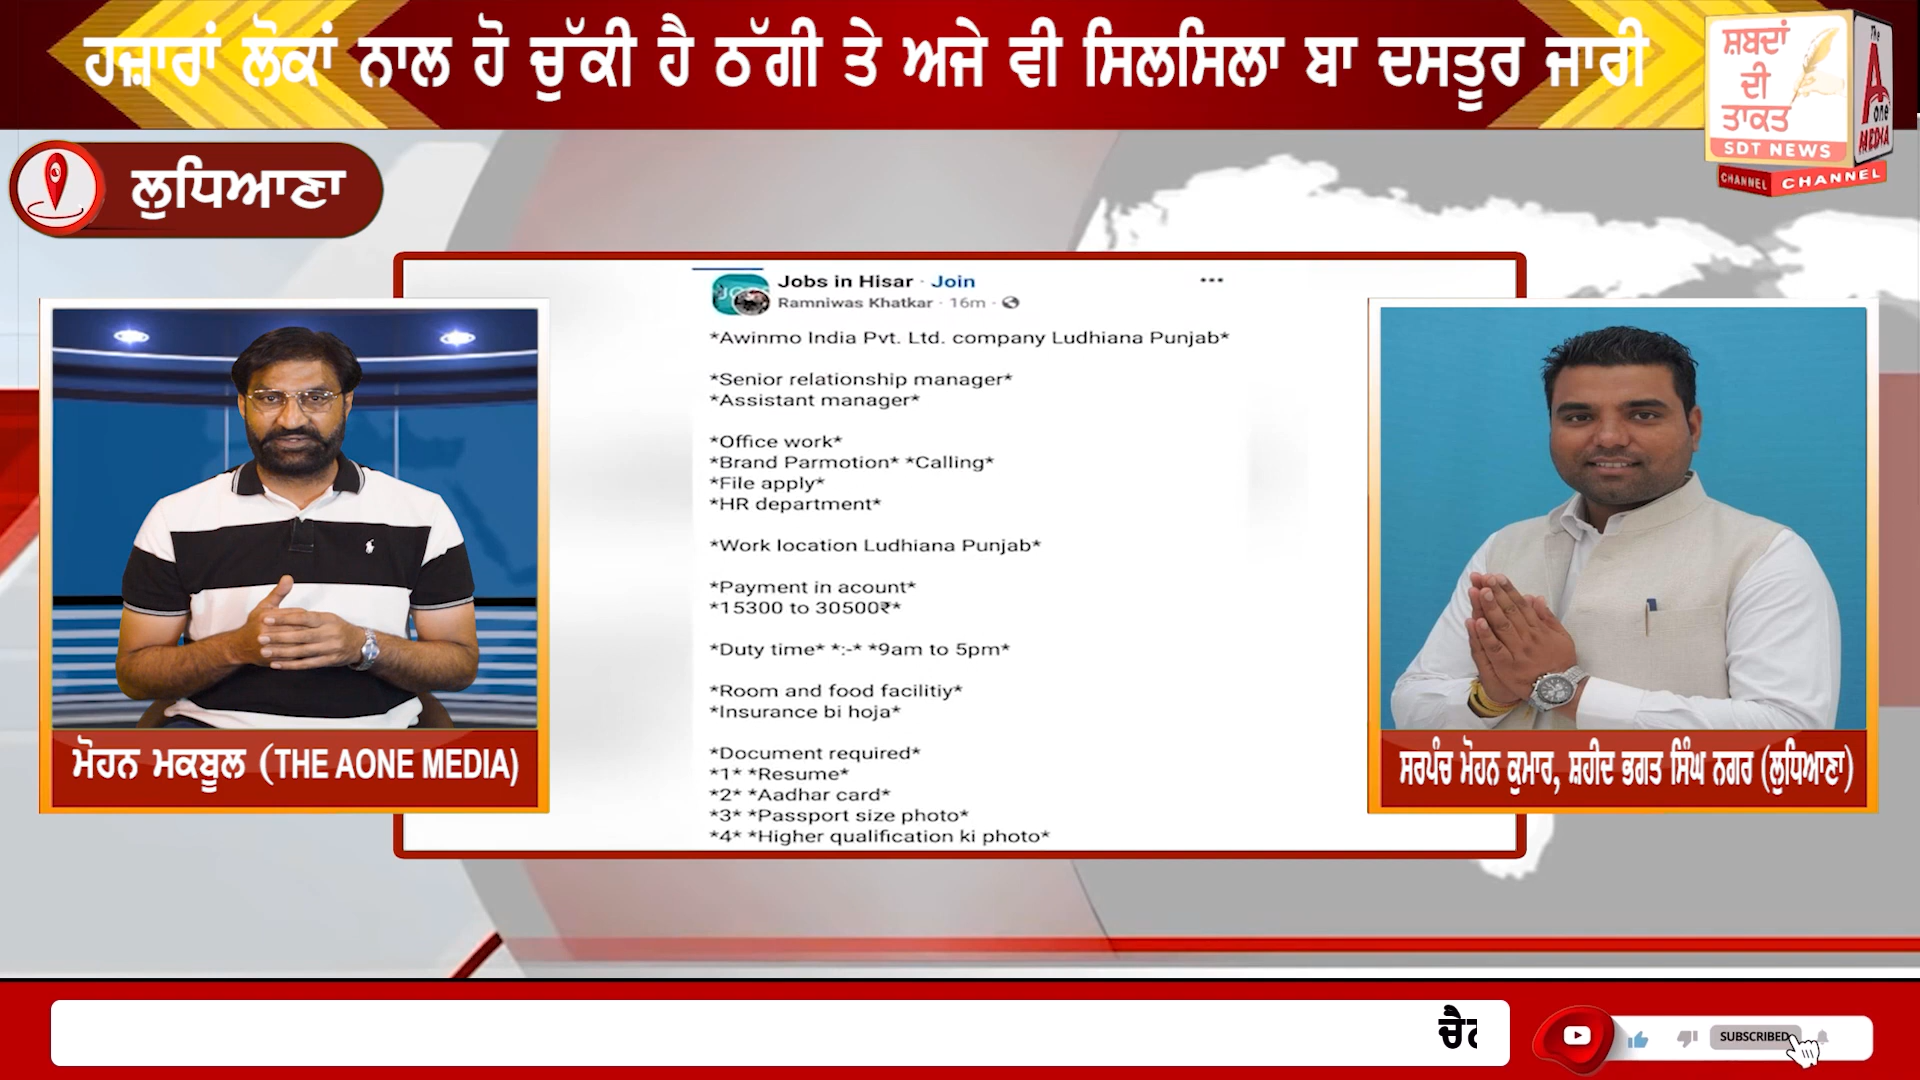 ਹਜ਼ਾਰਾਂ ਲੋਕਾਂ ਨਾਲ ਹੋ ਚੁੱਕੀ ਹੈ ਠੱਗੀ ਤੇ ਅਜੇ ਵੀ ਸਿਲਸਿਲਾ ਬਾ ਦਸਤੂਰ ਜਾਰੀ
ਸ਼ਬਦਾਂ
ਦੀ
ਤਾਕਤ
SDT NEWS
CHANNEL
The
A
one
MEDIA
CHANNEL
ਲੁਧਿਆਣਾ
Jobs in Hisar · Join
Ramniwas Khatkar · 16m ·
*Awinmo India Pvt. Ltd. company Ludhiana Punjab*
*Senior relationship manager*
*Assistant manager*
*Office work*
*Brand Parmotion* *Calling*
*File apply*
*HR department*
*Work location Ludhiana Punjab*
*Payment in acount*
*15300 to 30500₹*
*Duty time* *:-* *9am to 5pm*
*Room and food facilitiy*
*Insurance bi hoja*
*Document required*
*1* *Resume*
*2* *Aadhar card*
*3* *Passport size photo*
*4* *Higher qualification ki photo*
ਮੋਹਨ ਮਕਬੂਲ (THE AONE MEDIA)
ਸਰਪੰਚ ਮੋਹਨ ਕੁਮਾਰ, ਸ਼ਹੀਦ ਭਗਤ ਸਿੰਘ ਨਗਰ (ਲੁਧਿਆਣਾ)
SUBSCRIBED